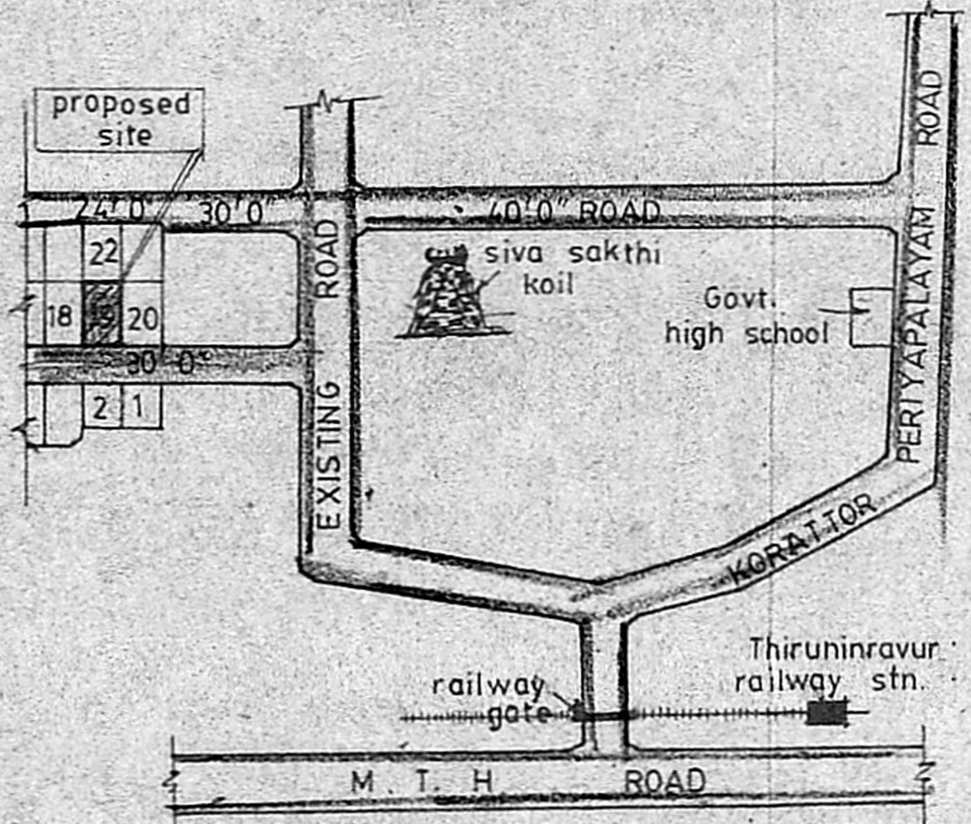 proposed
site
24'0" 30'0" 40'0" ROAD
22
18 19 20
30'0"
2 1
EXISTING ROAD
siva sakthi
koil
Govt.
high school
PERIYAPALAYAM ROAD
KORATTOR
railway
gate
Thiruninravur
railway stn.
M. T. H ROAD